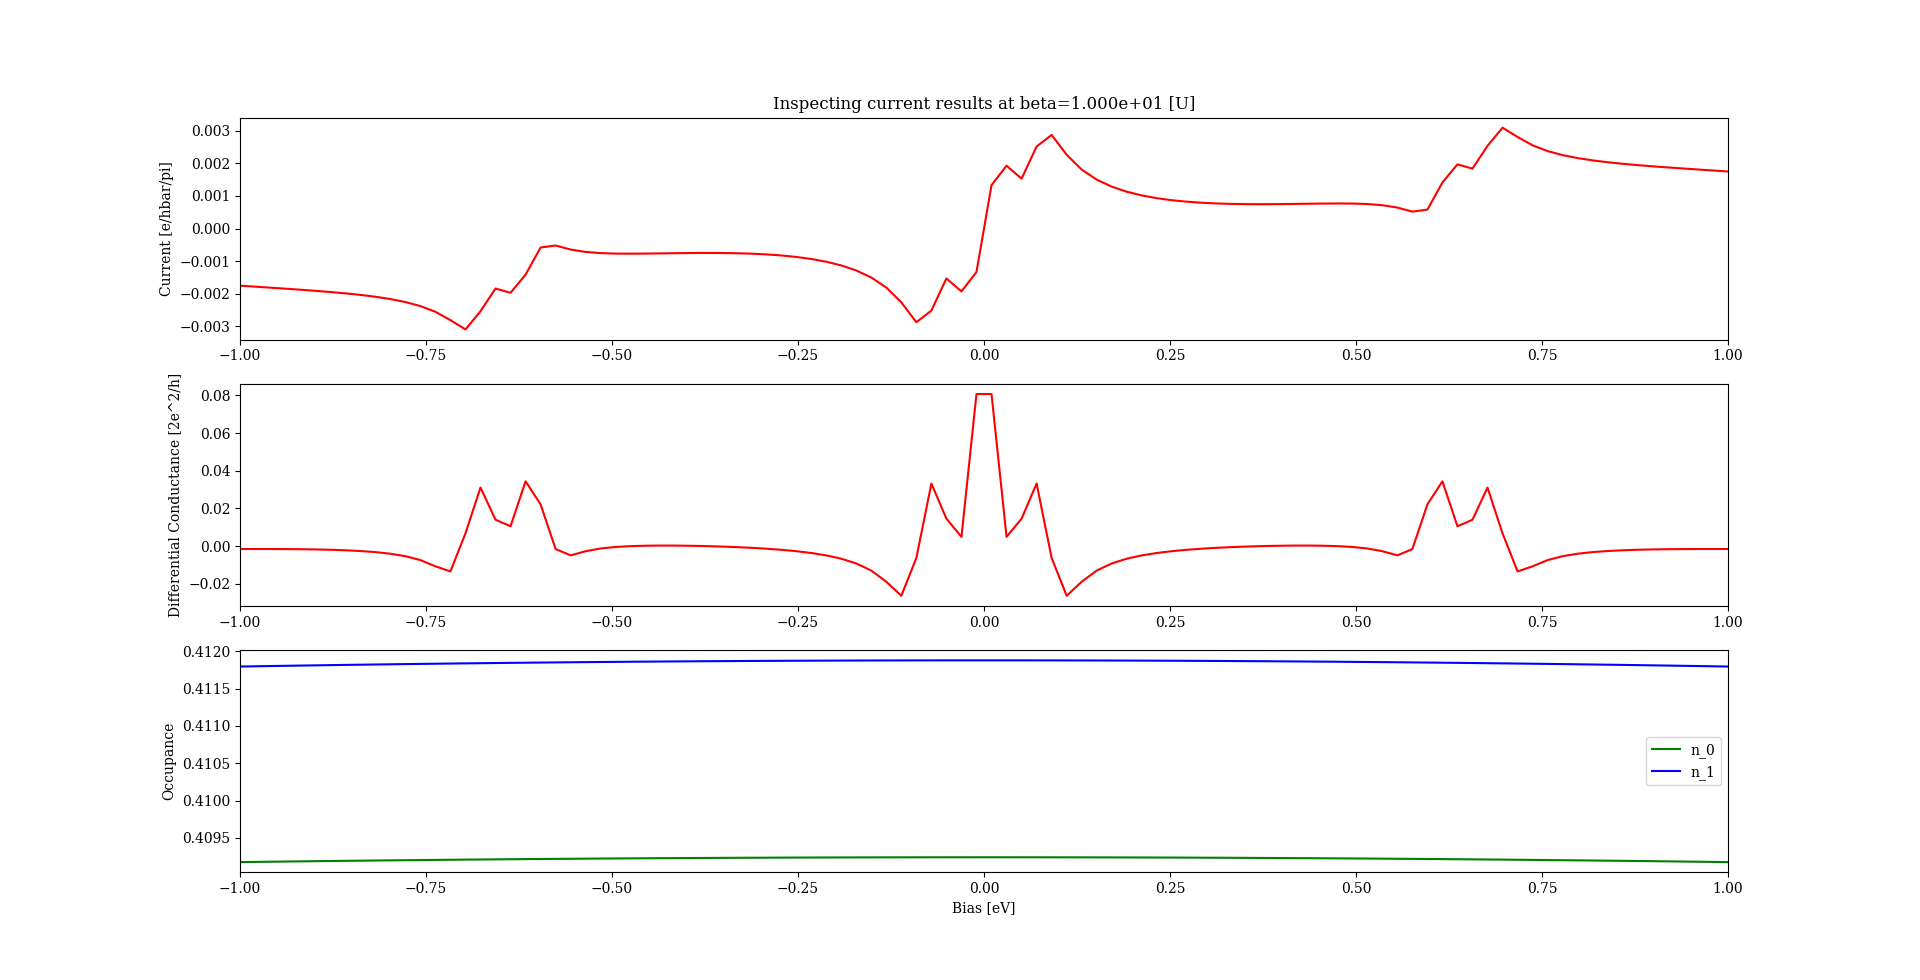 Inspecting current results at beta=1.000e+01 [U]
Current [e/hbar/pi]
0.003
0.002
0.001
0.000
−0.001
−0.002
−0.003
−1.00 −0.75 −0.50 −0.25 0.00 0.25 0.50 0.75 1.00
Differential Conductance [2e^2/h]
0.08
0.06
0.04
0.02
0.00
−0.02
−1.00 −0.75 −0.50 −0.25 0.00 0.25 0.50 0.75 1.00
Occupance
0.4120
0.4115
0.4110
0.4105
0.4100
0.4095
n_0
n_1
−1.00 −0.75 −0.50 −0.25 0.00 0.25 0.50 0.75 1.00
Bias [eV]